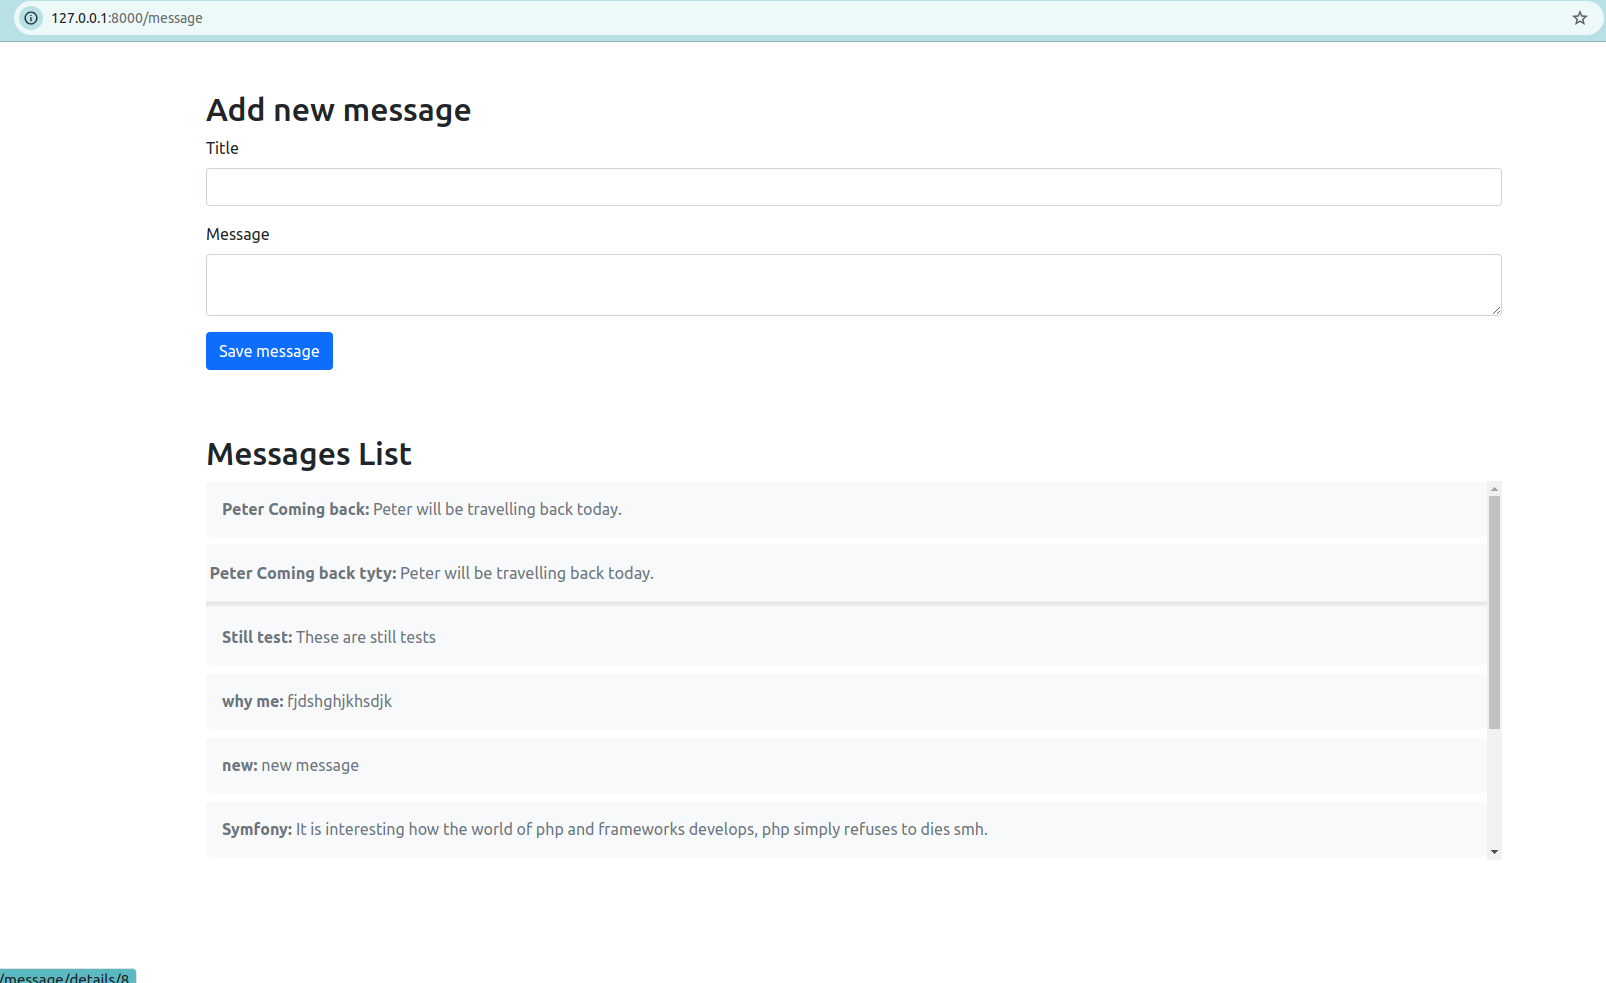 127.0.0.1:8000/message
Add new message
Title
Message
Save message
Messages List
Peter Coming back: Peter will be travelling back today.
Peter Coming back tyty: Peter will be travelling back today.
Still test: These are still tests
why me: fjdshghjkhsdjk
new: new message
Symfony: It is interesting how the world of php and frameworks develops, php simply refuses to dies smh.
/message/details/8